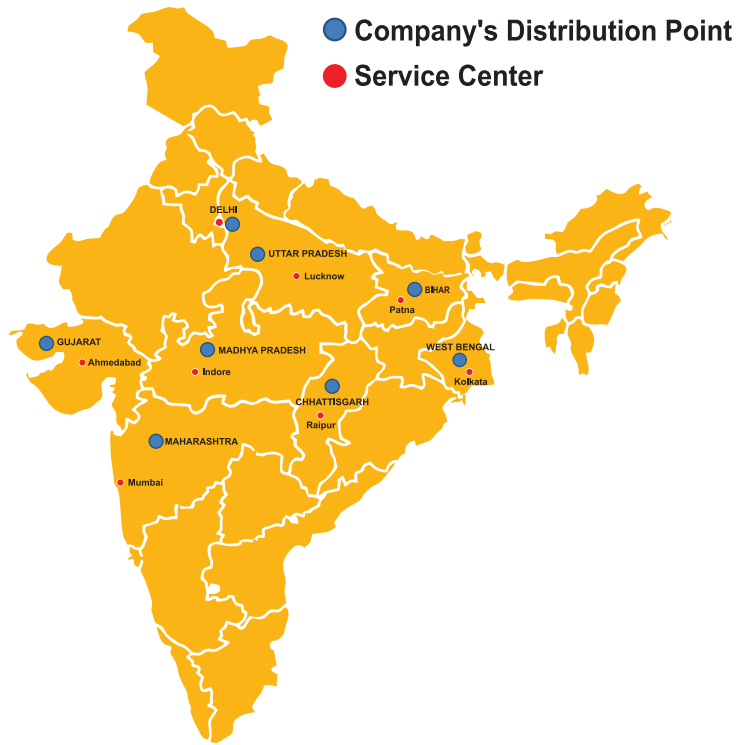 Company's Distribution Point
Service Center
DELHI
UTTAR PRADESH
Lucknow
BIHAR
Patna
GUJARAT
Ahmedabad
MADHYA PRADESH
Indore
WEST BENGAL
Kolkata
CHHATTISGARH
Raipur
MAHARASHTRA
Mumbai